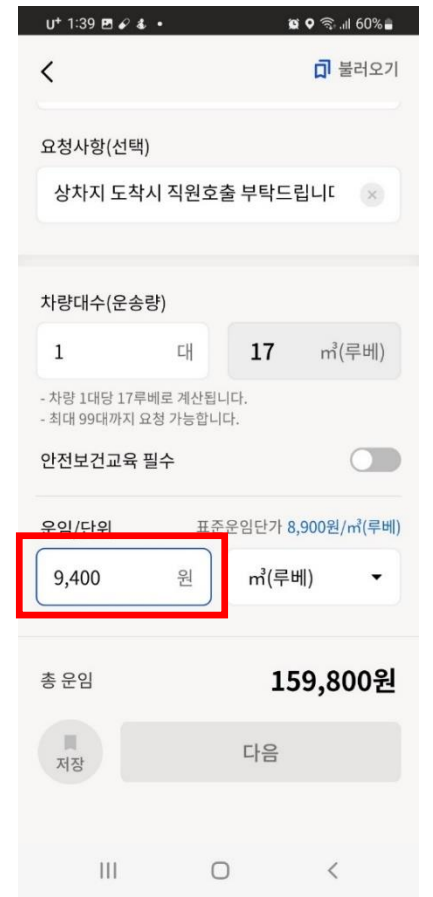 U⁺ 1:39 60%
불러오기
요청사항(선택)
상차지 도착시 직원호출 부탁드립니다
차량대수(운송량)
1 대 17 ㎥(루베)
- 차량 1대당 17루베로 계산됩니다.
- 최대 99대까지 요청 가능합니다.
안전보건교육 필수
운임/단위 표준운임단가 8,900원/㎥(루베)
9,400 원 ㎥(루베)
총 운임 159,800원
저장 다음